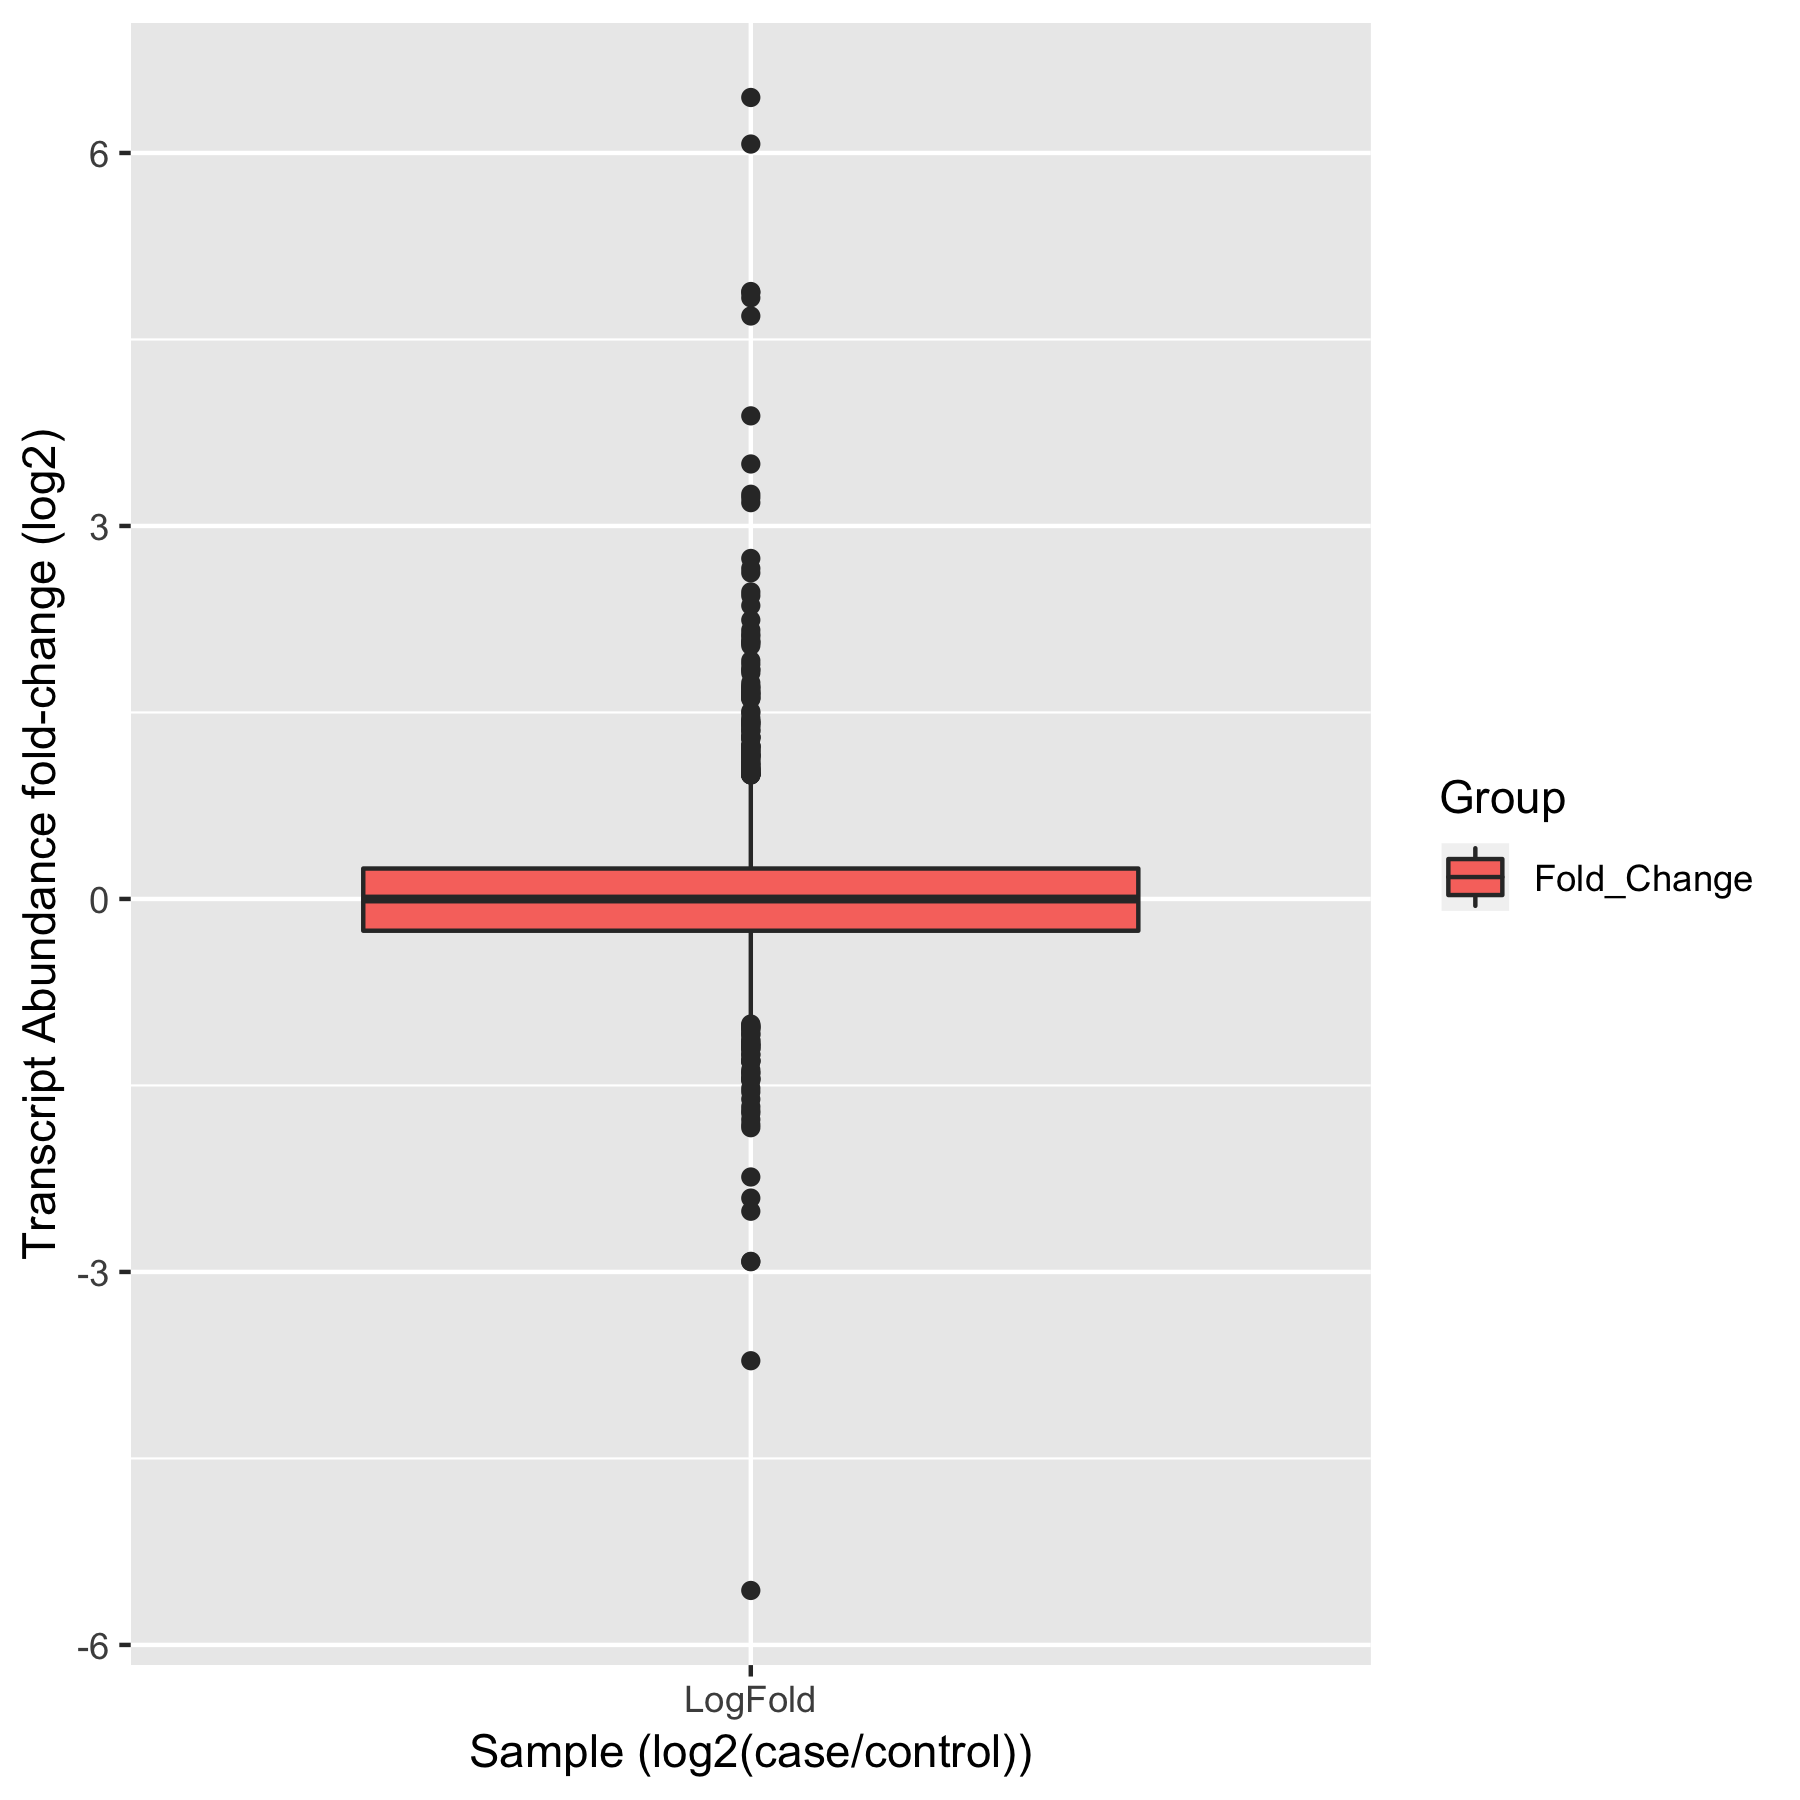 Transcript Abundance fold-change (log2)
6
3
0
-3
-6
LogFold
Sample (log2(case/control))
Group
Fold_Change